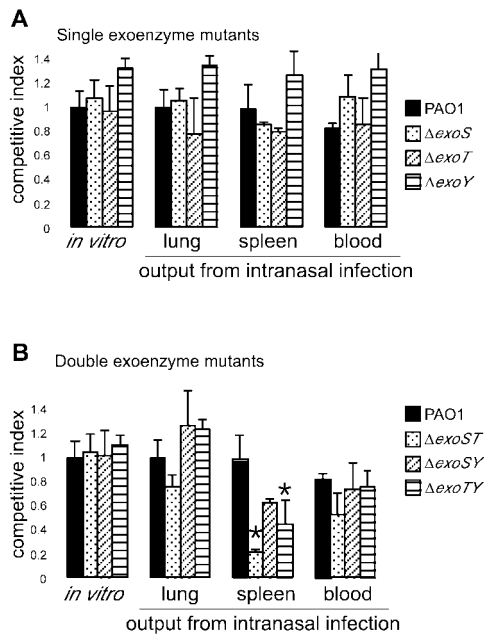 A
Single exoenzyme mutants
competitive index
1.4
1.2
1
0.8
0.6
0.4
0.2
0
in vitro
lung
spleen
blood
output from intranasal infection
PAO1
ΔexoS
ΔexoT
ΔexoY
B
Double exoenzyme mutants
competitive index
1.4
1.2
1
0.8
0.6
0.4
0.2
0
*
*
in vitro
lung
spleen
blood
output from intranasal infection
PAO1
ΔexoST
ΔexoSY
ΔexoTY